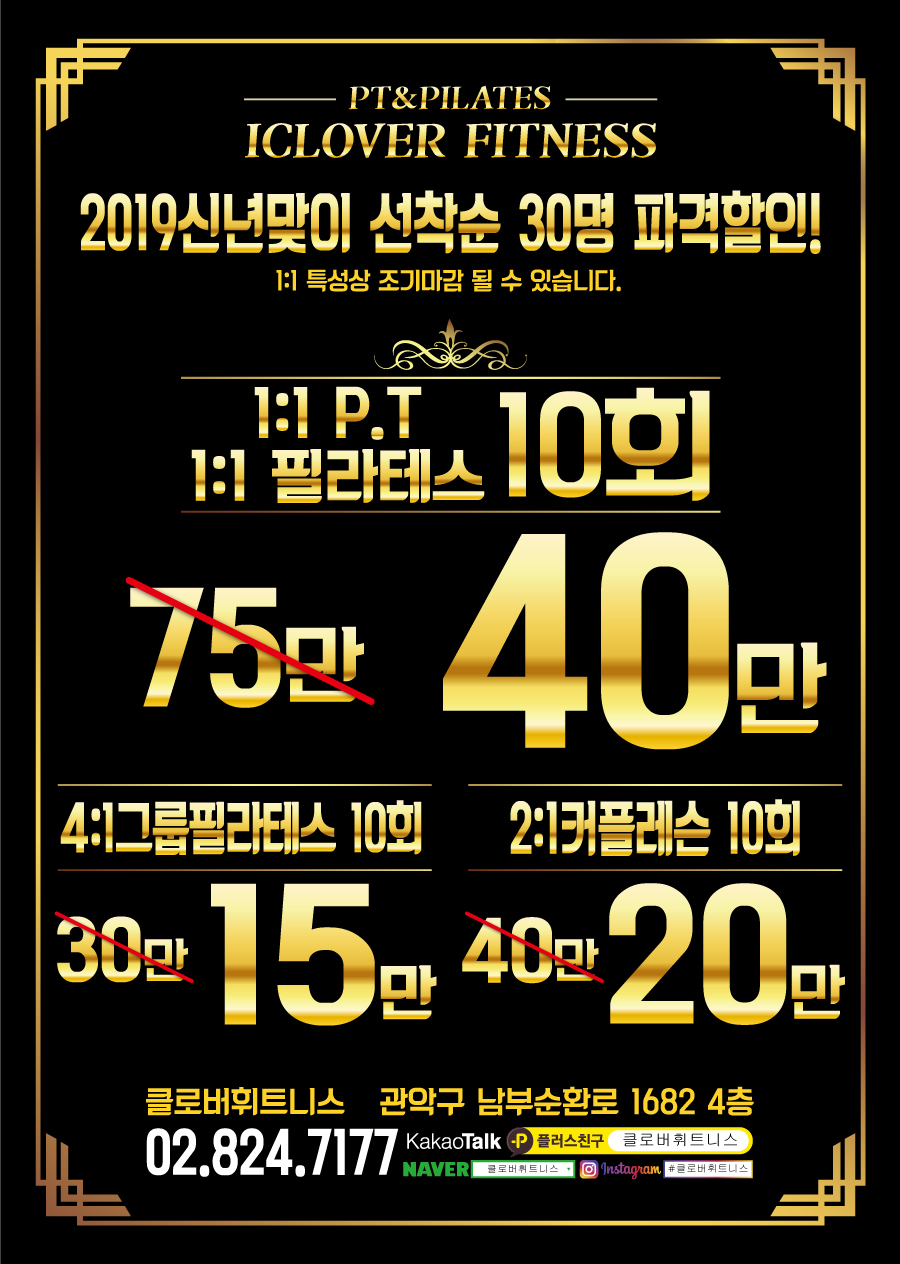 PT&PILATES
ICLOVER FITNESS
2019신년맞이 선착순 30명 파격할인!
1:1 특성상 조기마감 될 수 있습니다.
1:1 P.T
1:1 필라테스
10회
75만
40만
4:1그룹필라테스 10회
30만
15만
2:1커플레슨 10회
40만
20만
클로버휘트니스 관악구 남부순환로 1682 4층
02.824.7177
KakaoTalk P 플러스친구 클로버휘트니스
NAVER 클로버휘트니스 Instagram #클로버휘트니스